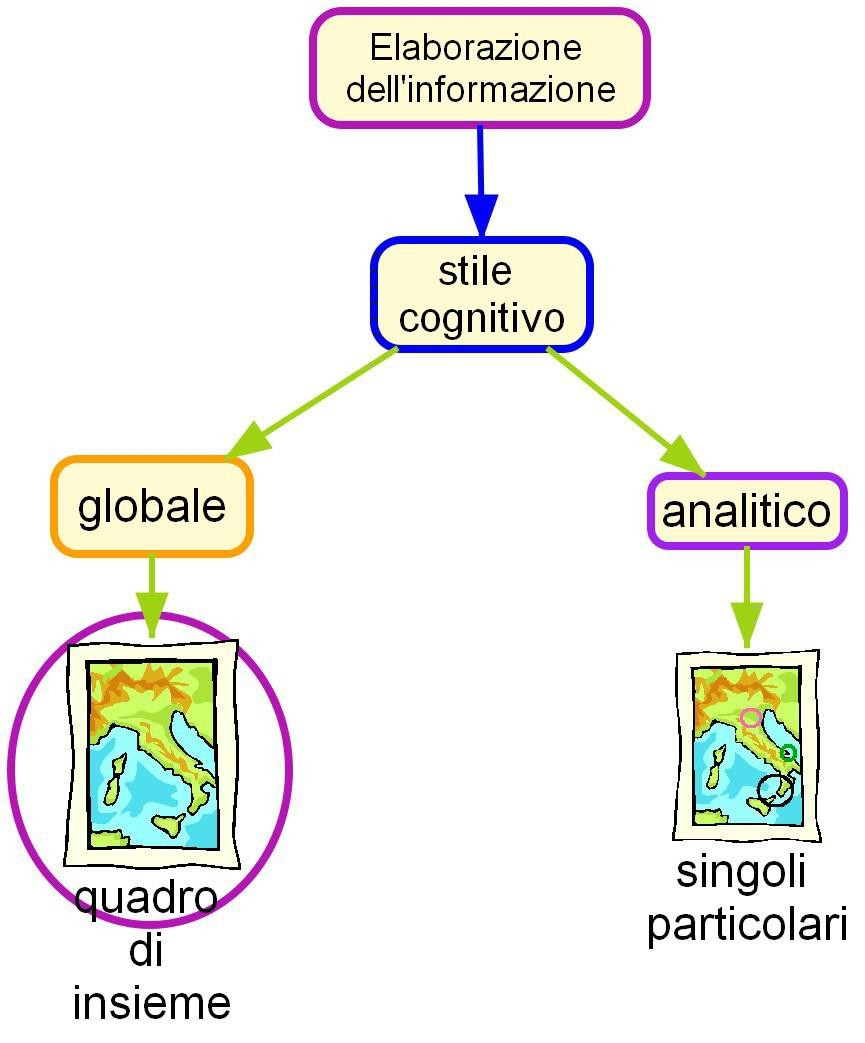 Elaborazione
dell'informazione
stile
cognitivo
globale
analitico
quadro
di
insieme
singoli
particolari